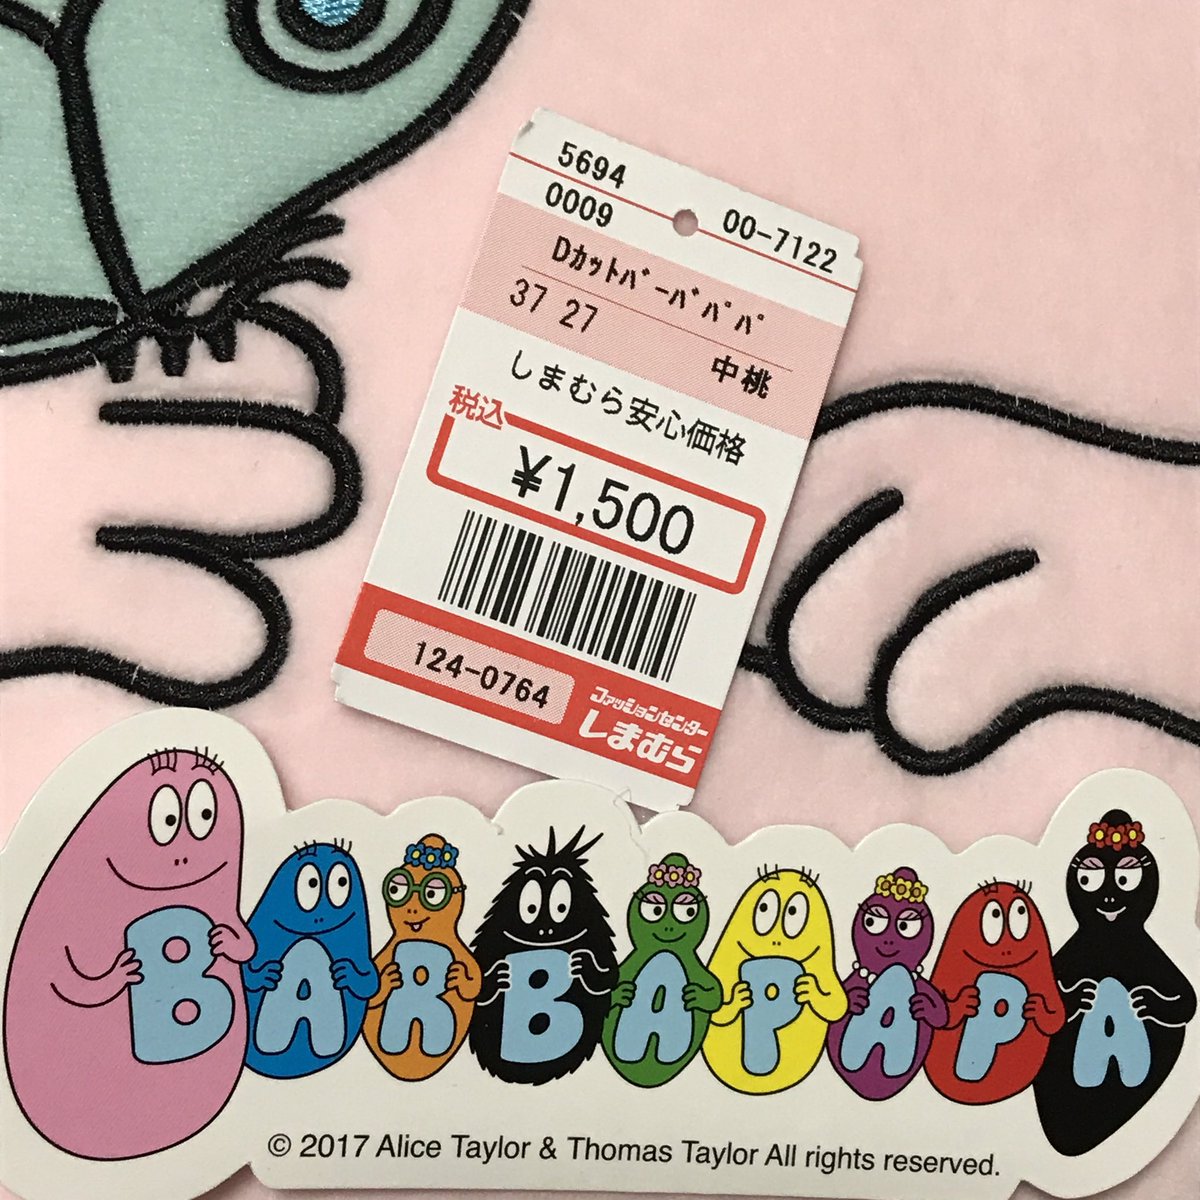 5694
0009
00-7122
Dカットバーバパパ
37 27
中桃
しまむら安心価格
税込
¥1,500
124-0764
ファッションセンター
しまむら
BARBAPAPA
© 2017 Alice Taylor & Thomas Taylor All rights reserved.